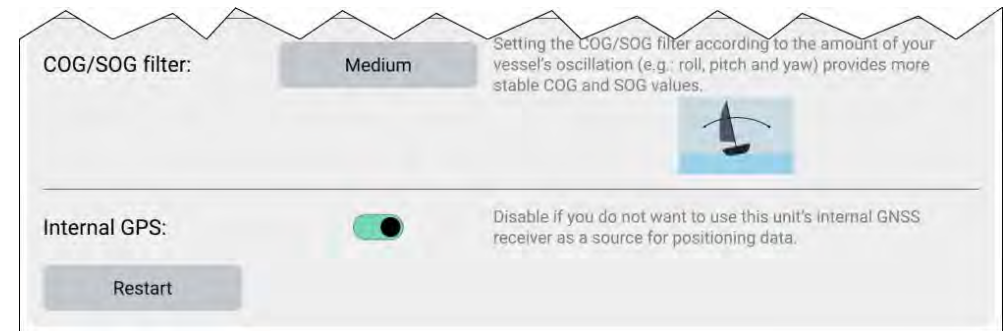 COG/SOG filter:
Medium
Setting the COG/SOG filter according to the amount of your
vessel's oscillation (e.g.: roll, pitch and yaw) provides more
stable COG and SOG values.
Internal GPS:
Disable if you do not want to use this unit's internal GNSS
receiver as a source for positioning data.
Restart